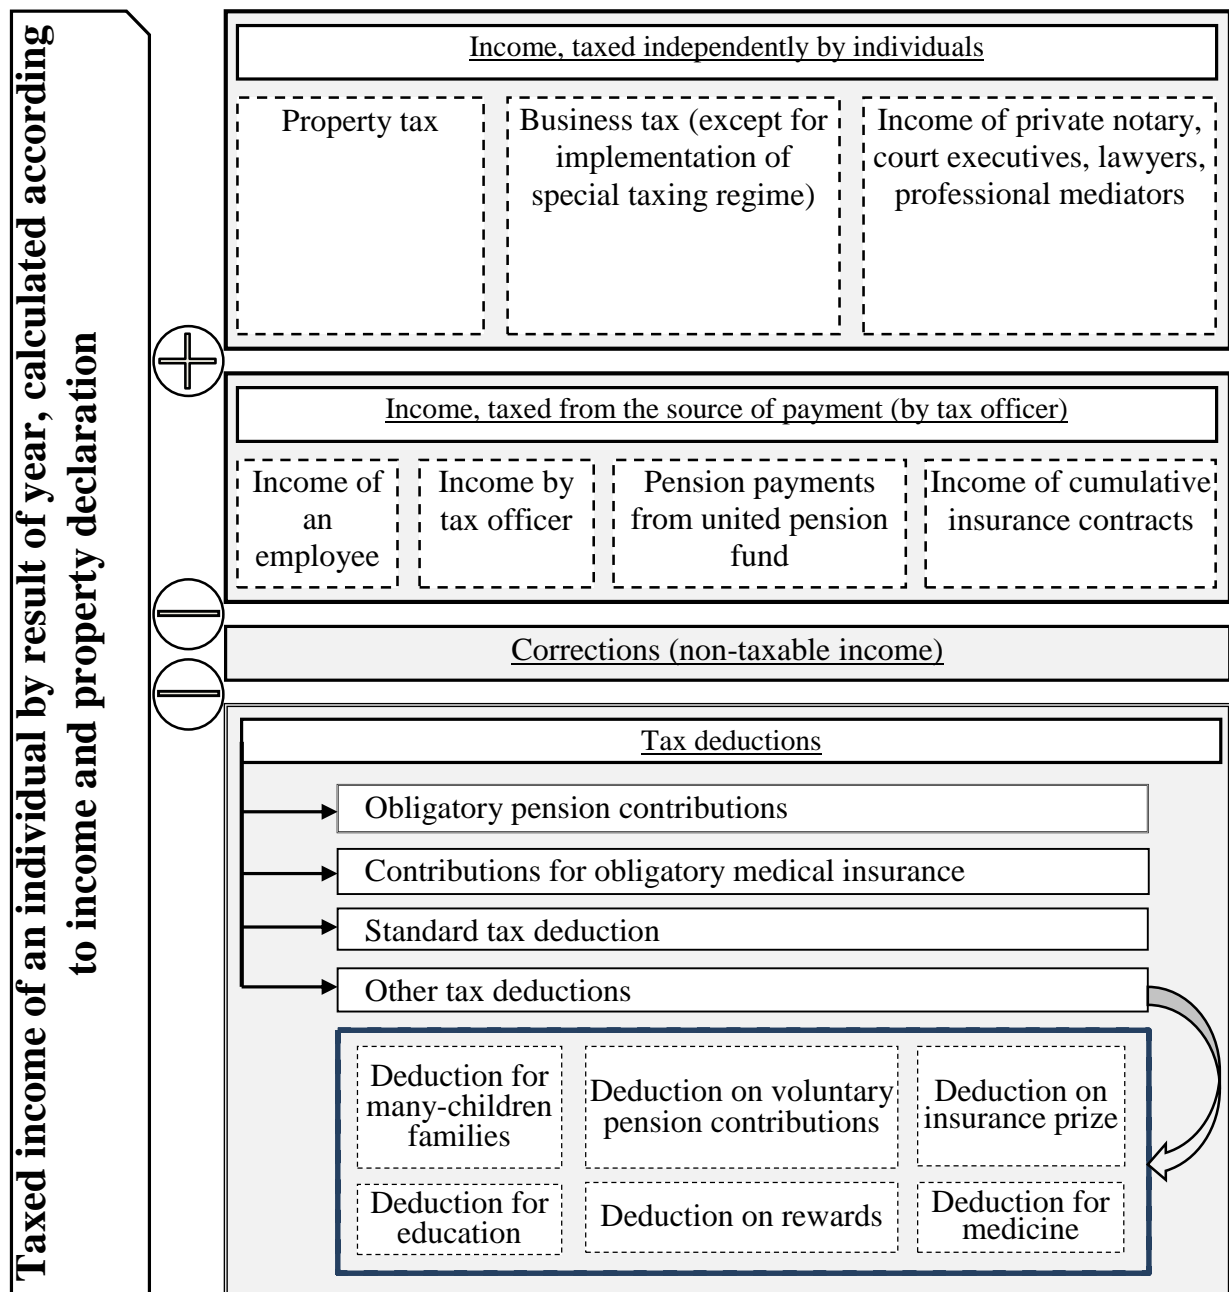 Taxed income of an individual by result of year, calculated according
to income and property declaration
Income, taxed independently by individuals
Property tax
Business tax (except for
implementation of
special taxing regime)
Income of private notary,
court executives, lawyers,
professional mediators
Income, taxed from the source of payment (by tax officer)
Income of
an
employee
Income by
tax officer
Pension payments
from united pension
fund
Income of cumulative
insurance contracts
Corrections (non-taxable income)
Tax deductions
Obligatory pension contributions
Contributions for obligatory medical insurance
Standard tax deduction
Other tax deductions
Deduction for
many-children
families
Deduction on voluntary
pension contributions
Deduction on
insurance prize
Deduction for
education
Deduction on rewards
Deduction for
medicine